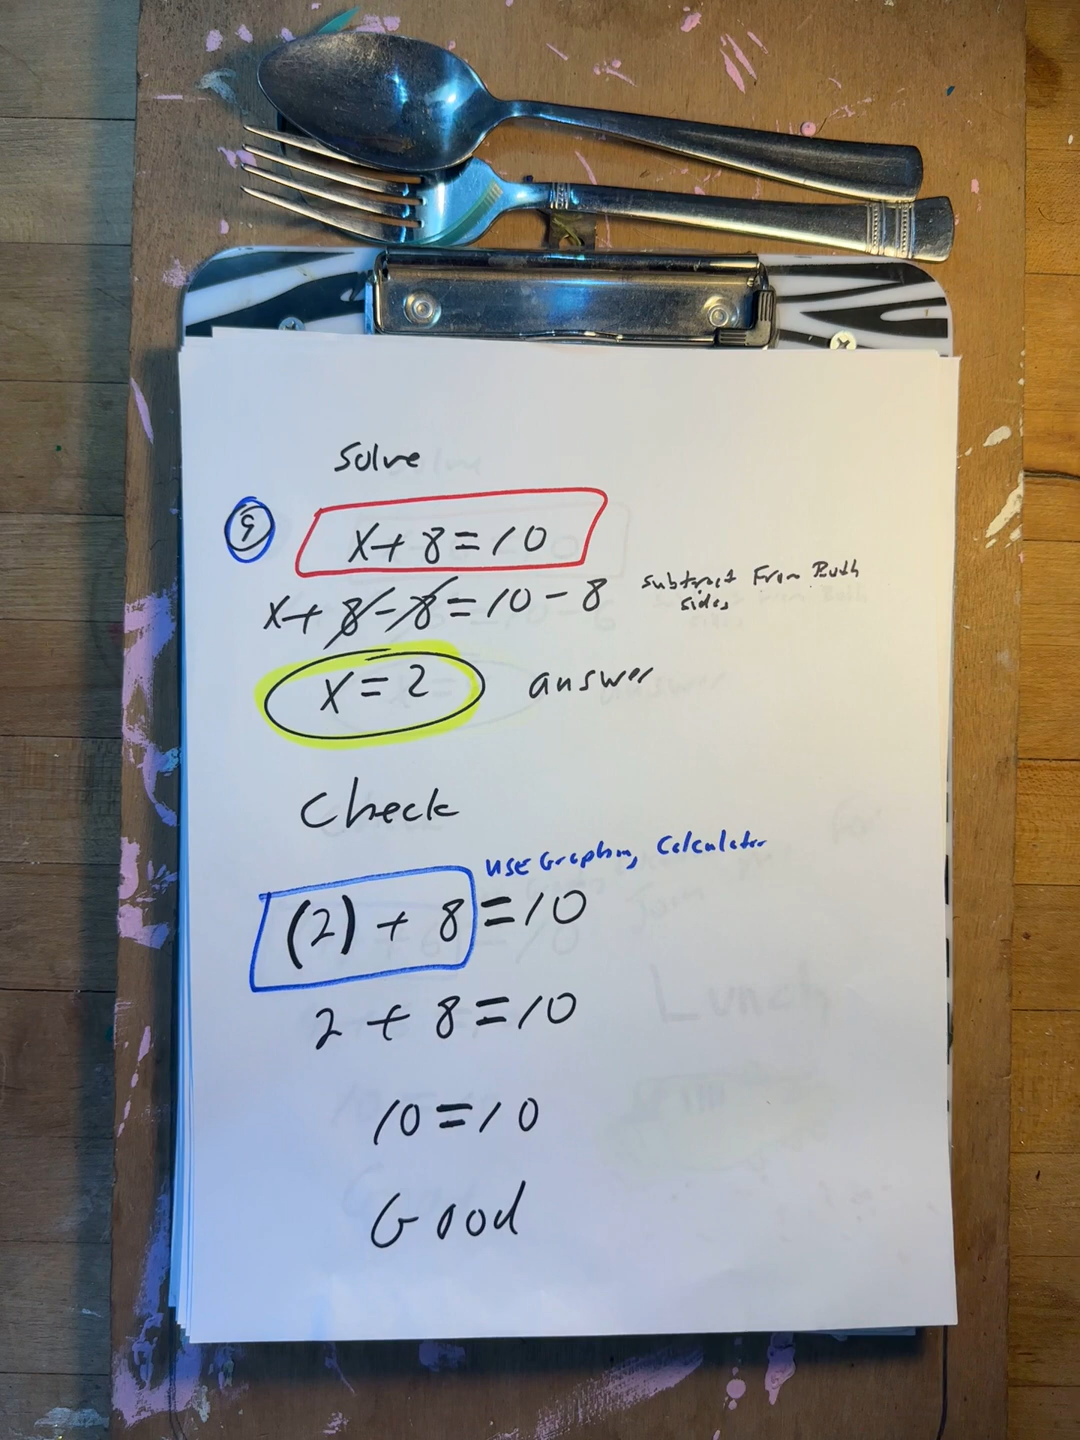 Solve
9 x + 8 = 10
x + 8 - 8 = 10 - 8 subtract From Both sides
x = 2 answer
Check
use Graphing Calculator
(2) + 8 = 10
2 + 8 = 10
10 = 10
Good
Lunch